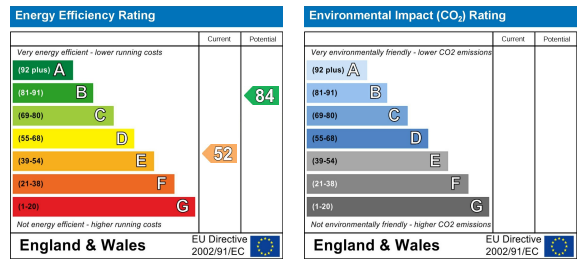 Energy Efficiency Rating
Current Potential
Very energy efficient - lower running costs
(92 plus) A
(81-91) B
84
(69-80) C
(55-68) D
(39-54) E
52
(21-38) F
(1-20) G
Not energy efficient - higher running costs
England & Wales
EU Directive
2002/91/EC
Environmental Impact (CO₂) Rating
Current Potential
Very environmentally friendly - lower CO2 emissions
(92 plus) A
(81-91) B
(69-80) C
(55-68) D
(39-54) E
(21-38) F
(1-20) G
Not environmentally friendly - higher CO2 emissions
England & Wales
EU Directive
2002/91/EC